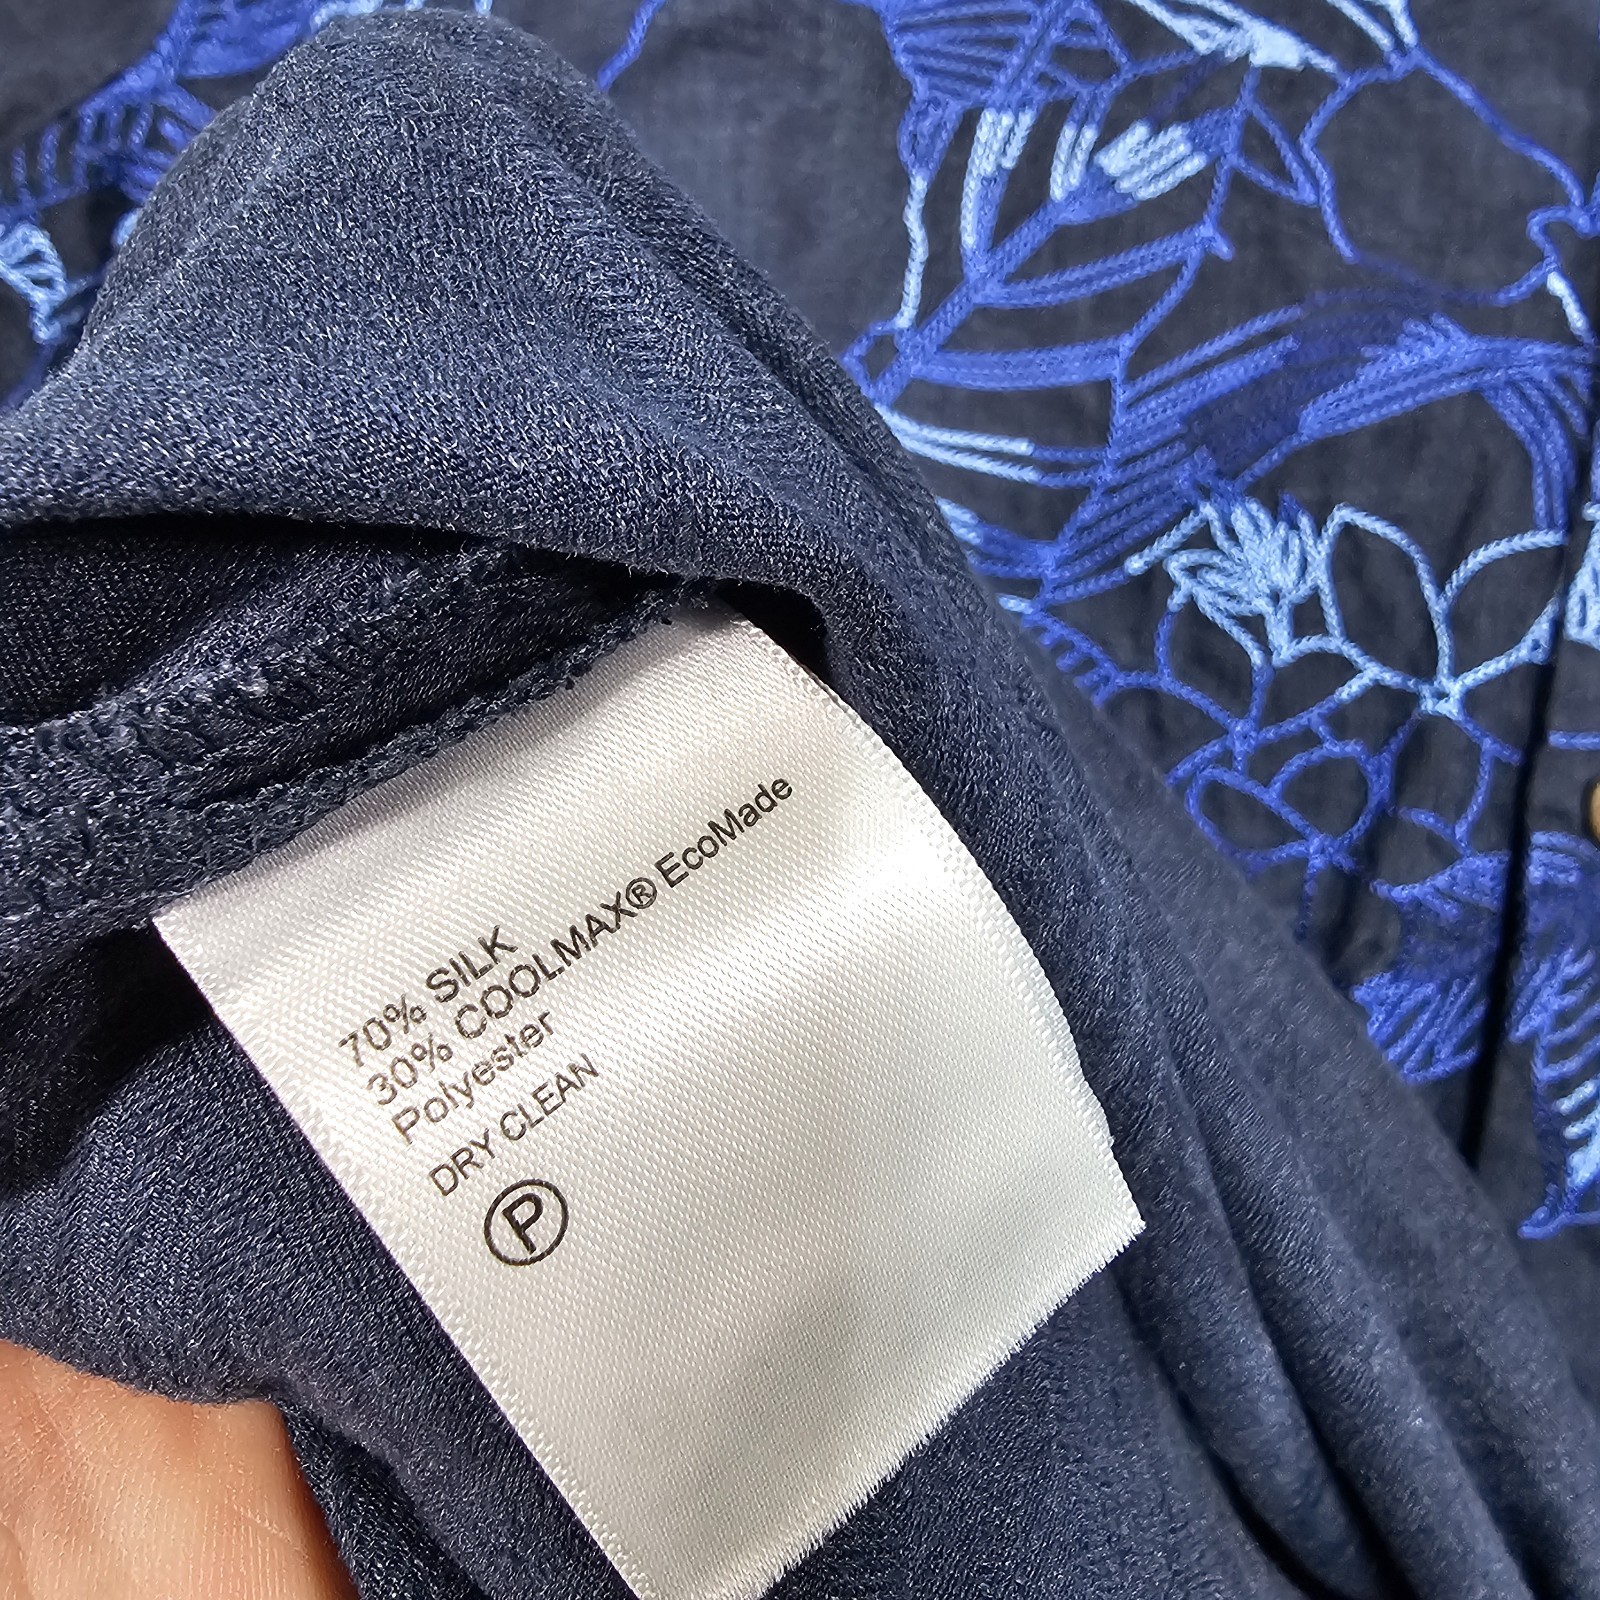 70% SILK
30% COOLMAX® EcoMade
Polyester
DRY CLEAN
P